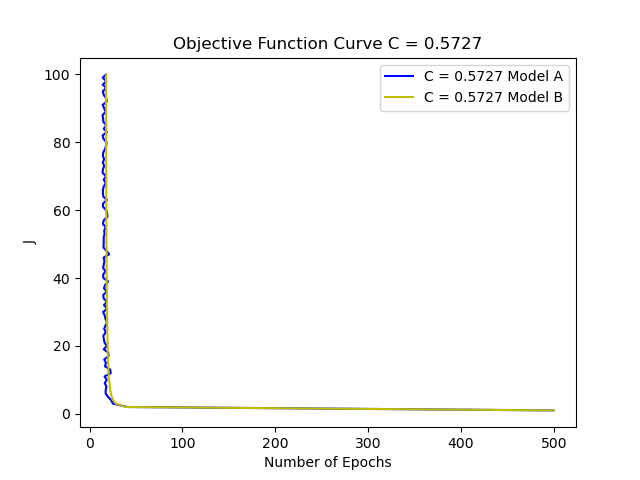 Objective Function Curve C = 0.5727
C = 0.5727 Model A
C = 0.5727 Model B
J
100
80
60
40
20
0
0 100 200 300 400 500
Number of Epochs